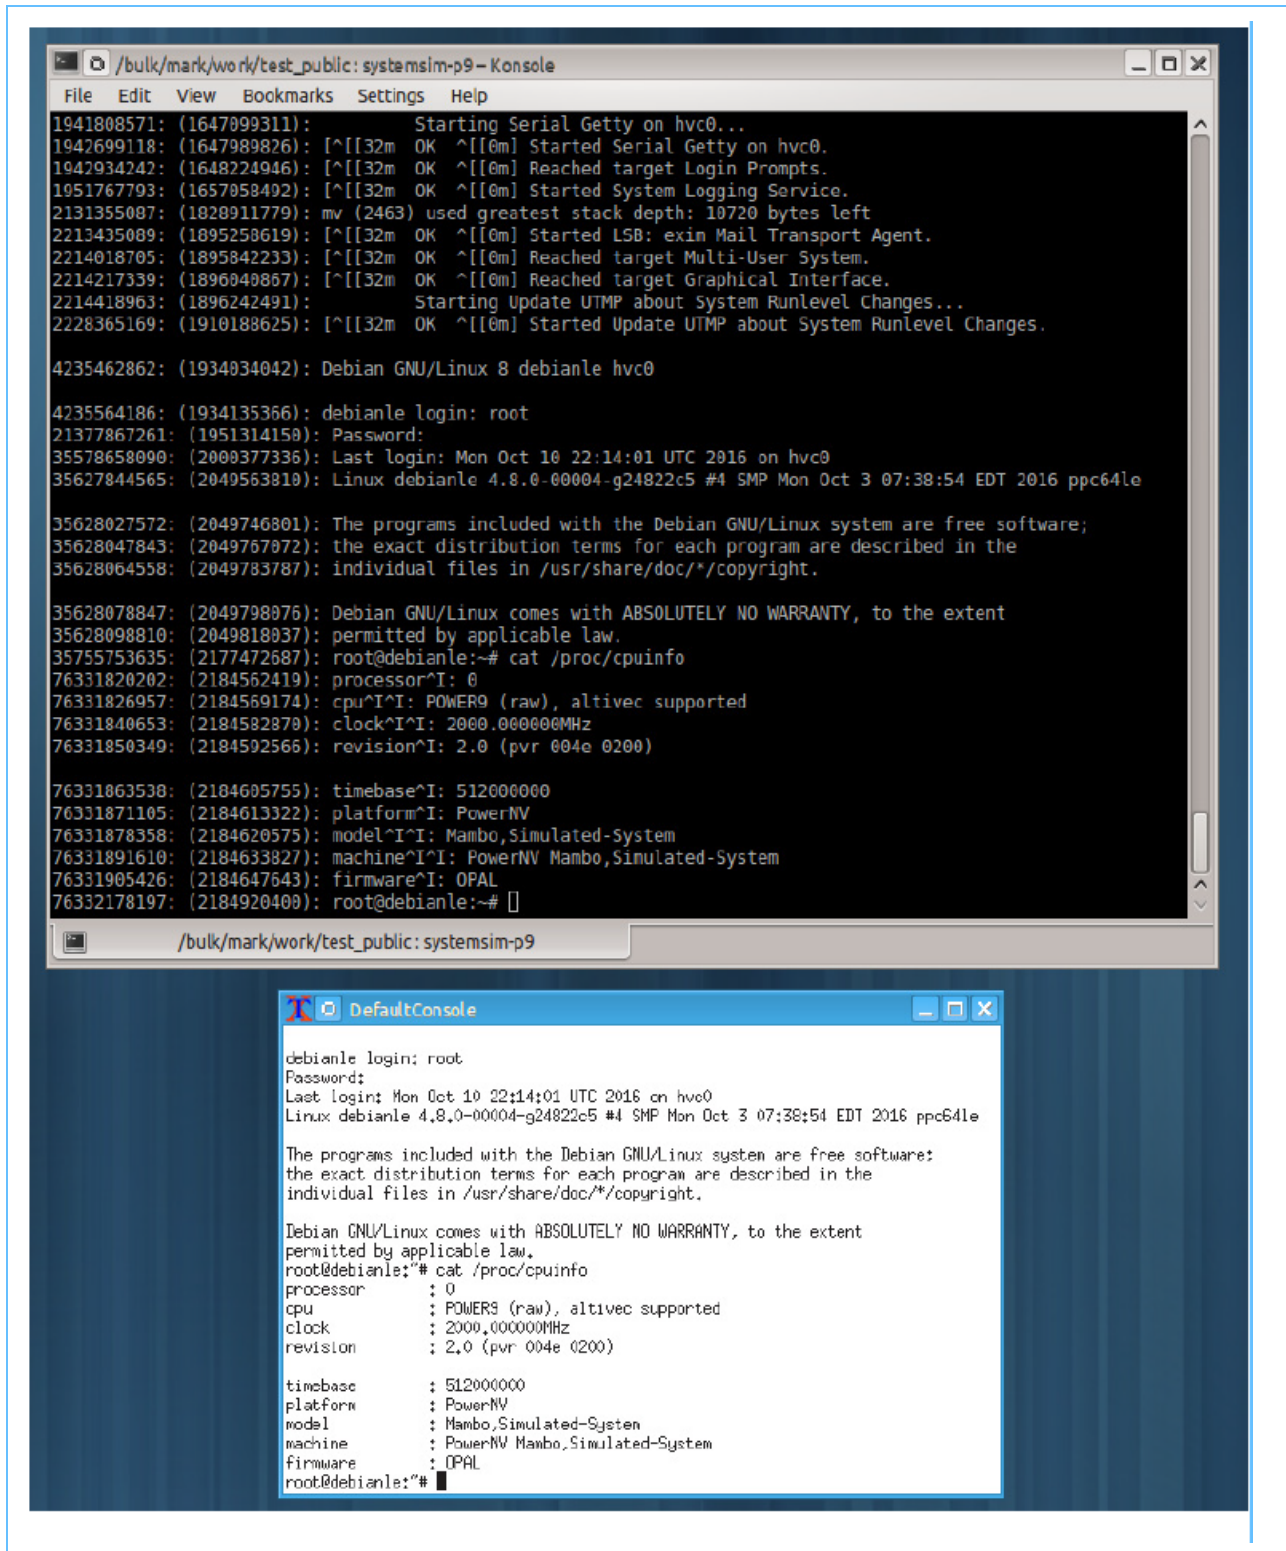 /bulk/mark/work/test_public: systemsim-p9 – Konsole
File Edit View Bookmarks Settings Help
1941808571: (1647099311):         Starting Serial Getty on hvc0...
1942699118: (1647989826): [^[[32m  OK  ^[[0m] Started Serial Getty on hvc0.
1942934242: (1648224946): [^[[32m  OK  ^[[0m] Reached target Login Prompts.
1951767793: (1657058492): [^[[32m  OK  ^[[0m] Started System Logging Service.
2131355087: (1828911779): mv (2463) used greatest stack depth: 10720 bytes left
2213435089: (1895258619): [^[[32m  OK  ^[[0m] Started LSB: exim Mail Transport Agent.
2214018705: (1895842233): [^[[32m  OK  ^[[0m] Reached target Multi-User System.
2214217339: (1896040867): [^[[32m  OK  ^[[0m] Reached target Graphical Interface.
2214418963: (1896242491):         Starting Update UTMP about System Runlevel Changes...
2228365169: (1910188625): [^[[32m  OK  ^[[0m] Started Update UTMP about System Runlevel Changes.
4235462862: (1934034042): Debian GNU/Linux 8 debianle hvc0
4235564186: (1934135366): debianle login: root
21377867261: (1951314150): Password:
35578658090: (2000377336): Last login: Mon Oct 10 22:14:01 UTC 2016 on hvc0
35627844565: (2049563810): Linux debianle 4.8.0-00004-g24822c5 #4 SMP Mon Oct 3 07:38:54 EDT 2016 ppc64le
35628027572: (2049746801): The programs included with the Debian GNU/Linux system are free software;
35628047843: (2049767072): the exact distribution terms for each program are described in the
35628064558: (2049783787): individual files in /usr/share/doc/*/copyright.
35628078847: (2049798076): Debian GNU/Linux comes with ABSOLUTELY NO WARRANTY, to the extent
35628098810: (2049818037): permitted by applicable law.
35755753635: (2177472687): root@debianle:~# cat /proc/cpuinfo
76331820202: (2184562419): processor^I: 0
76331826957: (2184569174): cpu^I^I: POWER9 (raw), altivec supported
76331840653: (2184582870): clock^I^I: 2000.000000MHz
76331850349: (2184592566): revision^I: 2.0 (pvr 004e 0200)
76331863538: (2184605755): timebase^I: 512000000
76331871105: (2184613322): platform^I: PowerNV
76331878358: (2184620575): model^I^I: Mambo,Simulated-System
76331891610: (2184633827): machine^I^I: PowerNV Mambo,Simulated-System
76331905426: (2184647643): firmware^I: OPAL
76332178197: (2184920400): root@debianle:~#
/bulk/mark/work/test_public: systemsim-p9
DefaultConsole
debianle login: root
Password:
Last login: Mon Oct 10 22:14:01 UTC 2016 on hvc0
Linux debianle 4.8.0-00004-g24822c5 #4 SMP Mon Oct 3 07:38:54 EDT 2016 ppc64le
The programs included with the Debian GNU/Linux system are free software;
the exact distribution terms for each program are described in the
individual files in /usr/share/doc/*/copyright.
Debian GNU/Linux comes with ABSOLUTELY NO WARRANTY, to the extent
permitted by applicable law.
root@debianle:~# cat /proc/cpuinfo
processor       : 0
cpu             : POWER9 (raw), altivec supported
clock           : 2000.000000MHz
revision        : 2.0 (pvr 004e 0200)
timebase        : 512000000
platform        : PowerNV
model           : Mambo,Simulated-System
machine         : PowerNV Mambo,Simulated-System
firmware        : OPAL
root@debianle:~#